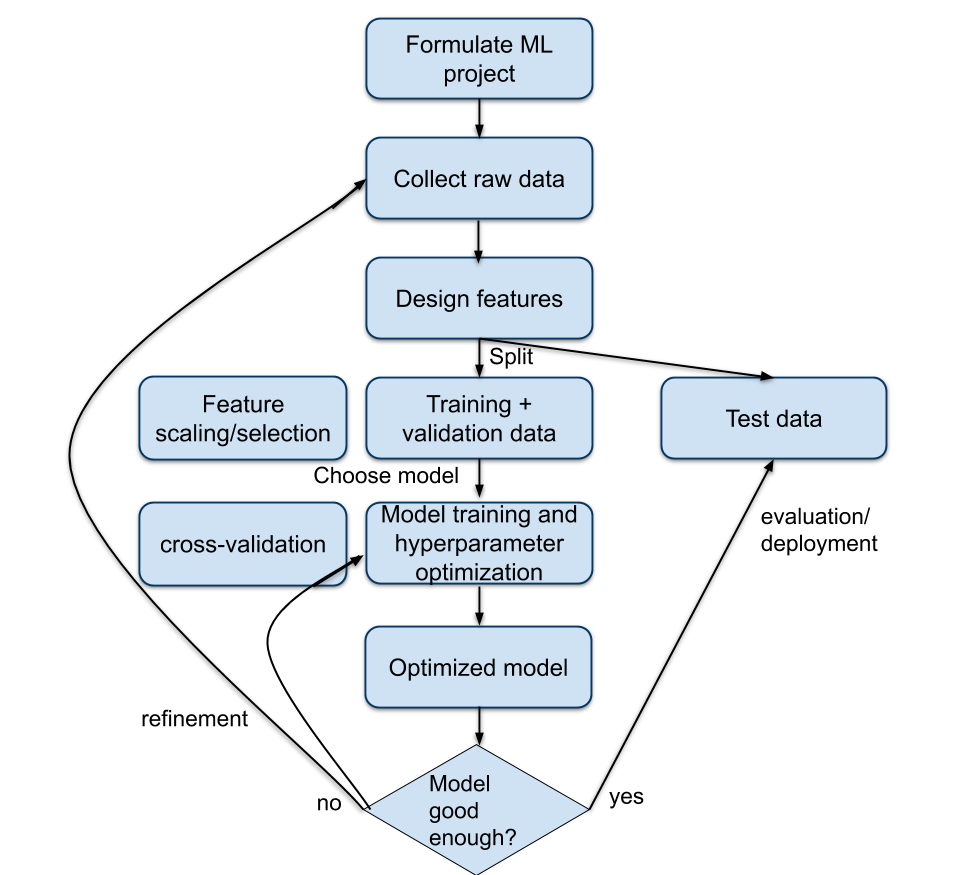 Formulate ML
project
Collect raw data
Design features
Split
Feature
scaling/selection
Training +
validation data
Test data
Choose model
cross-validation
Model training and
hyperparameter
optimization
evaluation/
deployment
Optimized model
refinement
Model
good
enough?
no
yes